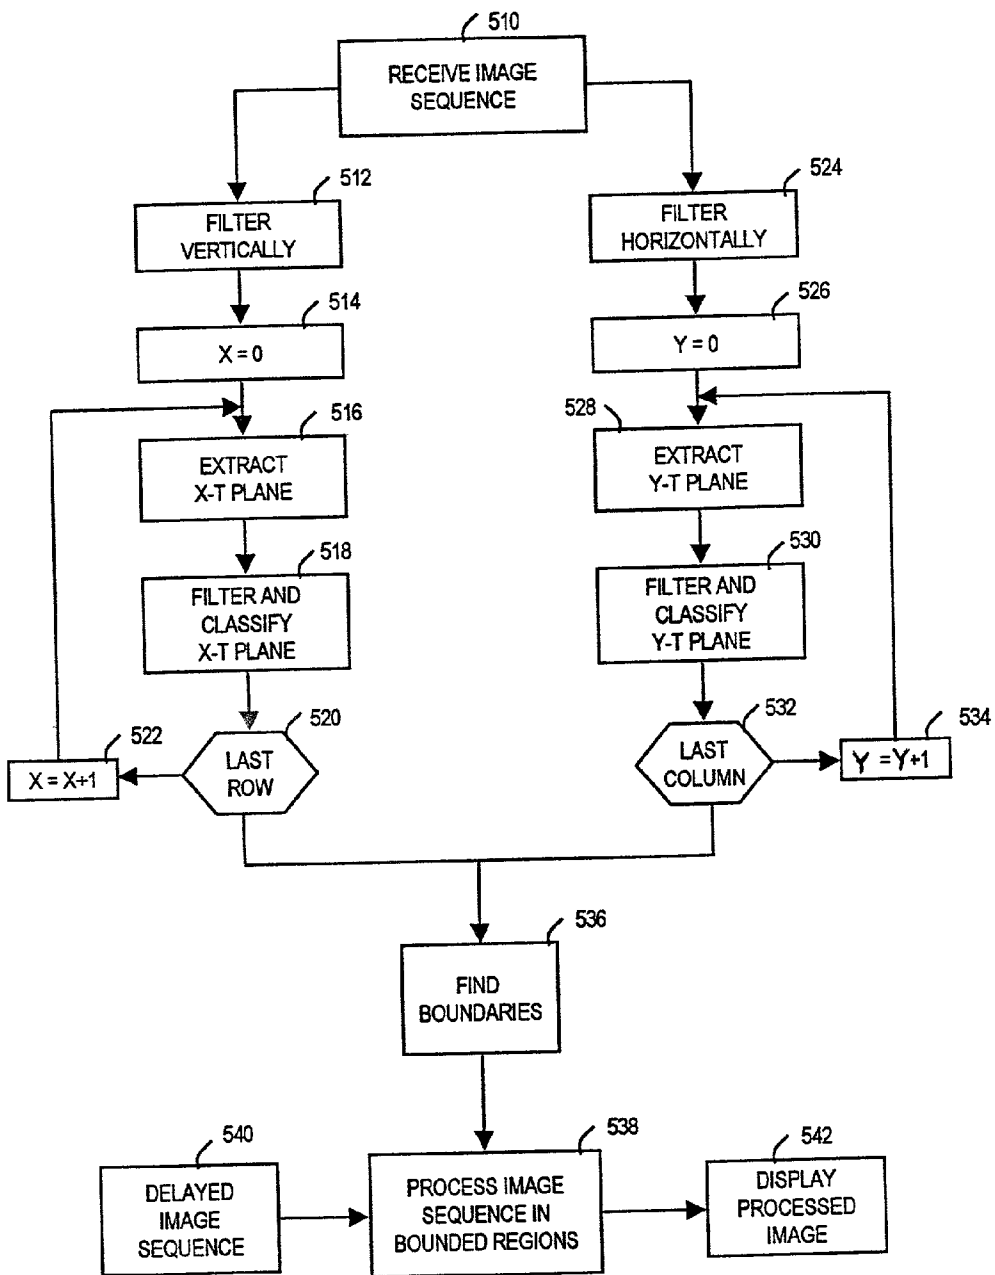 510
RECEIVE IMAGE
SEQUENCE
512
FILTER
VERTICALLY
524
FILTER
HORIZONTALLY
514
X = 0
526
Y = 0
516
EXTRACT
X-T PLANE
528
EXTRACT
Y-T PLANE
518
FILTER AND
CLASSIFY
X-T PLANE
530
FILTER AND
CLASSIFY
Y-T PLANE
520
LAST
ROW
522
X = X+1
532
LAST
COLUMN
534
Y = Y+1
536
FIND
BOUNDARIES
540
DELAYED
IMAGE
SEQUENCE
538
PROCESS IMAGE
SEQUENCE IN
BOUNDED REGIONS
542
DISPLAY
PROCESSED
IMAGE